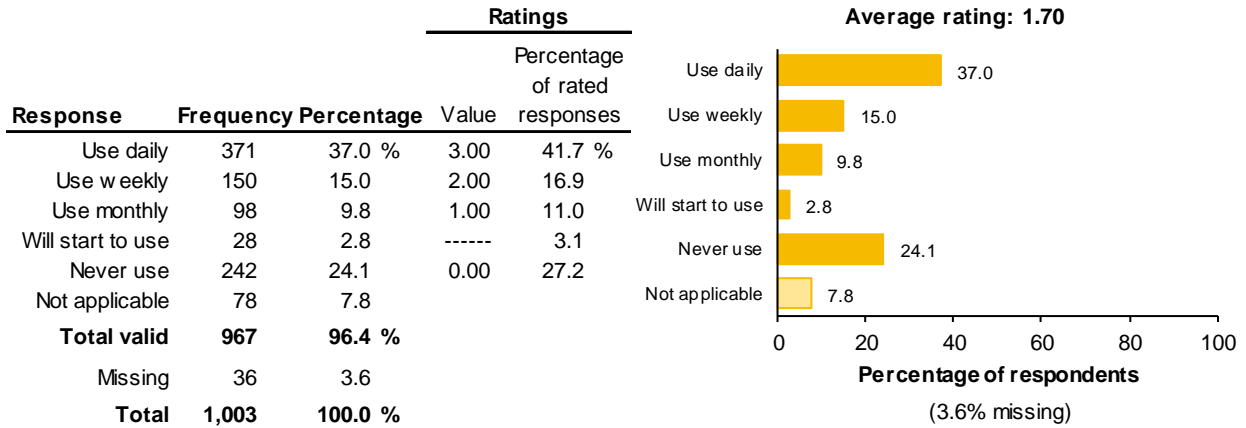 Ratings
Response Frequency Percentage Value Percentage of rated responses
Use daily 371 37.0 % 3.00 41.7 %
Use weekly 150 15.0 2.00 16.9
Use monthly 98 9.8 1.00 11.0
Will start to use 28 2.8 ------ 3.1
Never use 242 24.1 0.00 27.2
Not applicable 78 7.8
Total valid 967 96.4 %
Missing 36 3.6
Total 1,003 100.0 %
Average rating: 1.70
Use daily 37.0
Use weekly 15.0
Use monthly 9.8
Will start to use 2.8
Never use 24.1
Not applicable 7.8
0 20 40 60 80 100
Percentage of respondents
(3.6% missing)